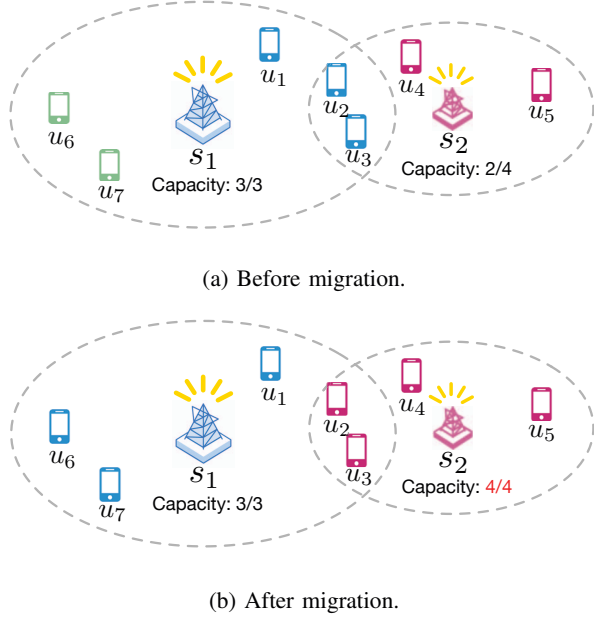 u1
u2
u4
u5
u6
u3
u7
s1
s2
Capacity: 3/3
Capacity: 2/4
(a) Before migration.
u1
u2
u4
u5
u6
u3
u7
s1
s2
Capacity: 3/3
Capacity: 4/4
(b) After migration.